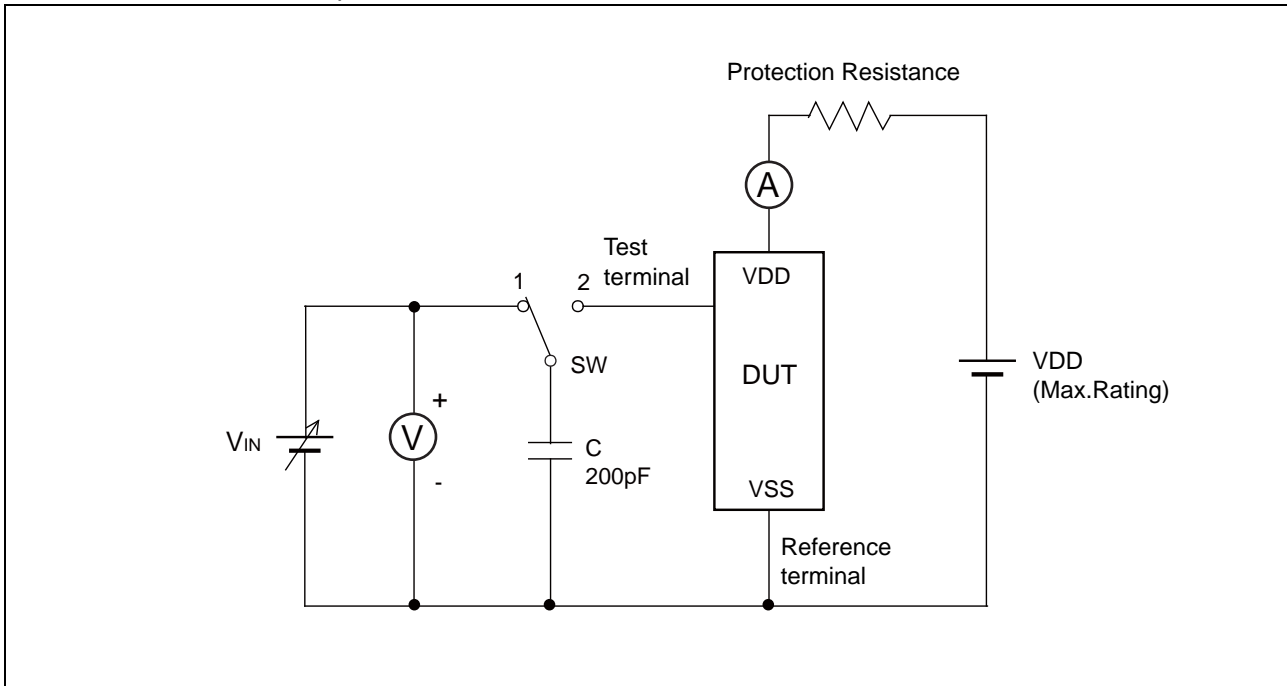 Protection Resistance
A
Test
terminal
1
2
VDD
SW
DUT
VDD
(Max.Rating)
+
V
-
VIN
C
200pF
VSS
Reference
terminal